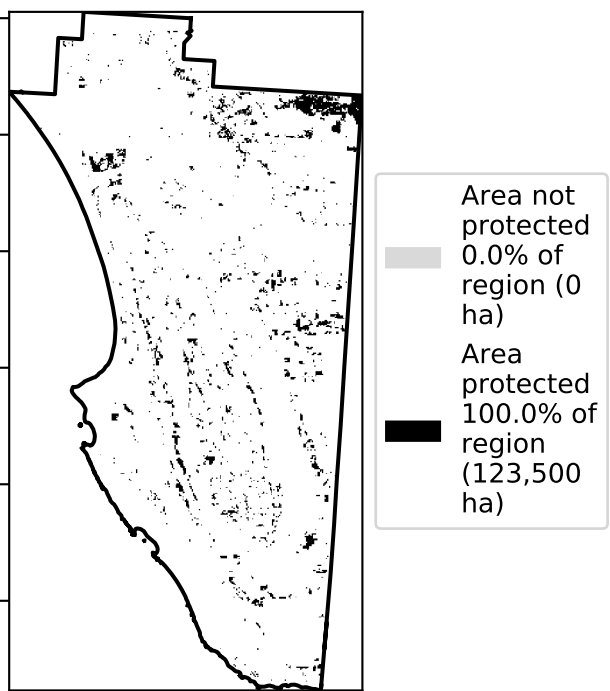 Area not
protected
0.0% of
region (0
ha)
Area
protected
100.0% of
region
(123,500
ha)